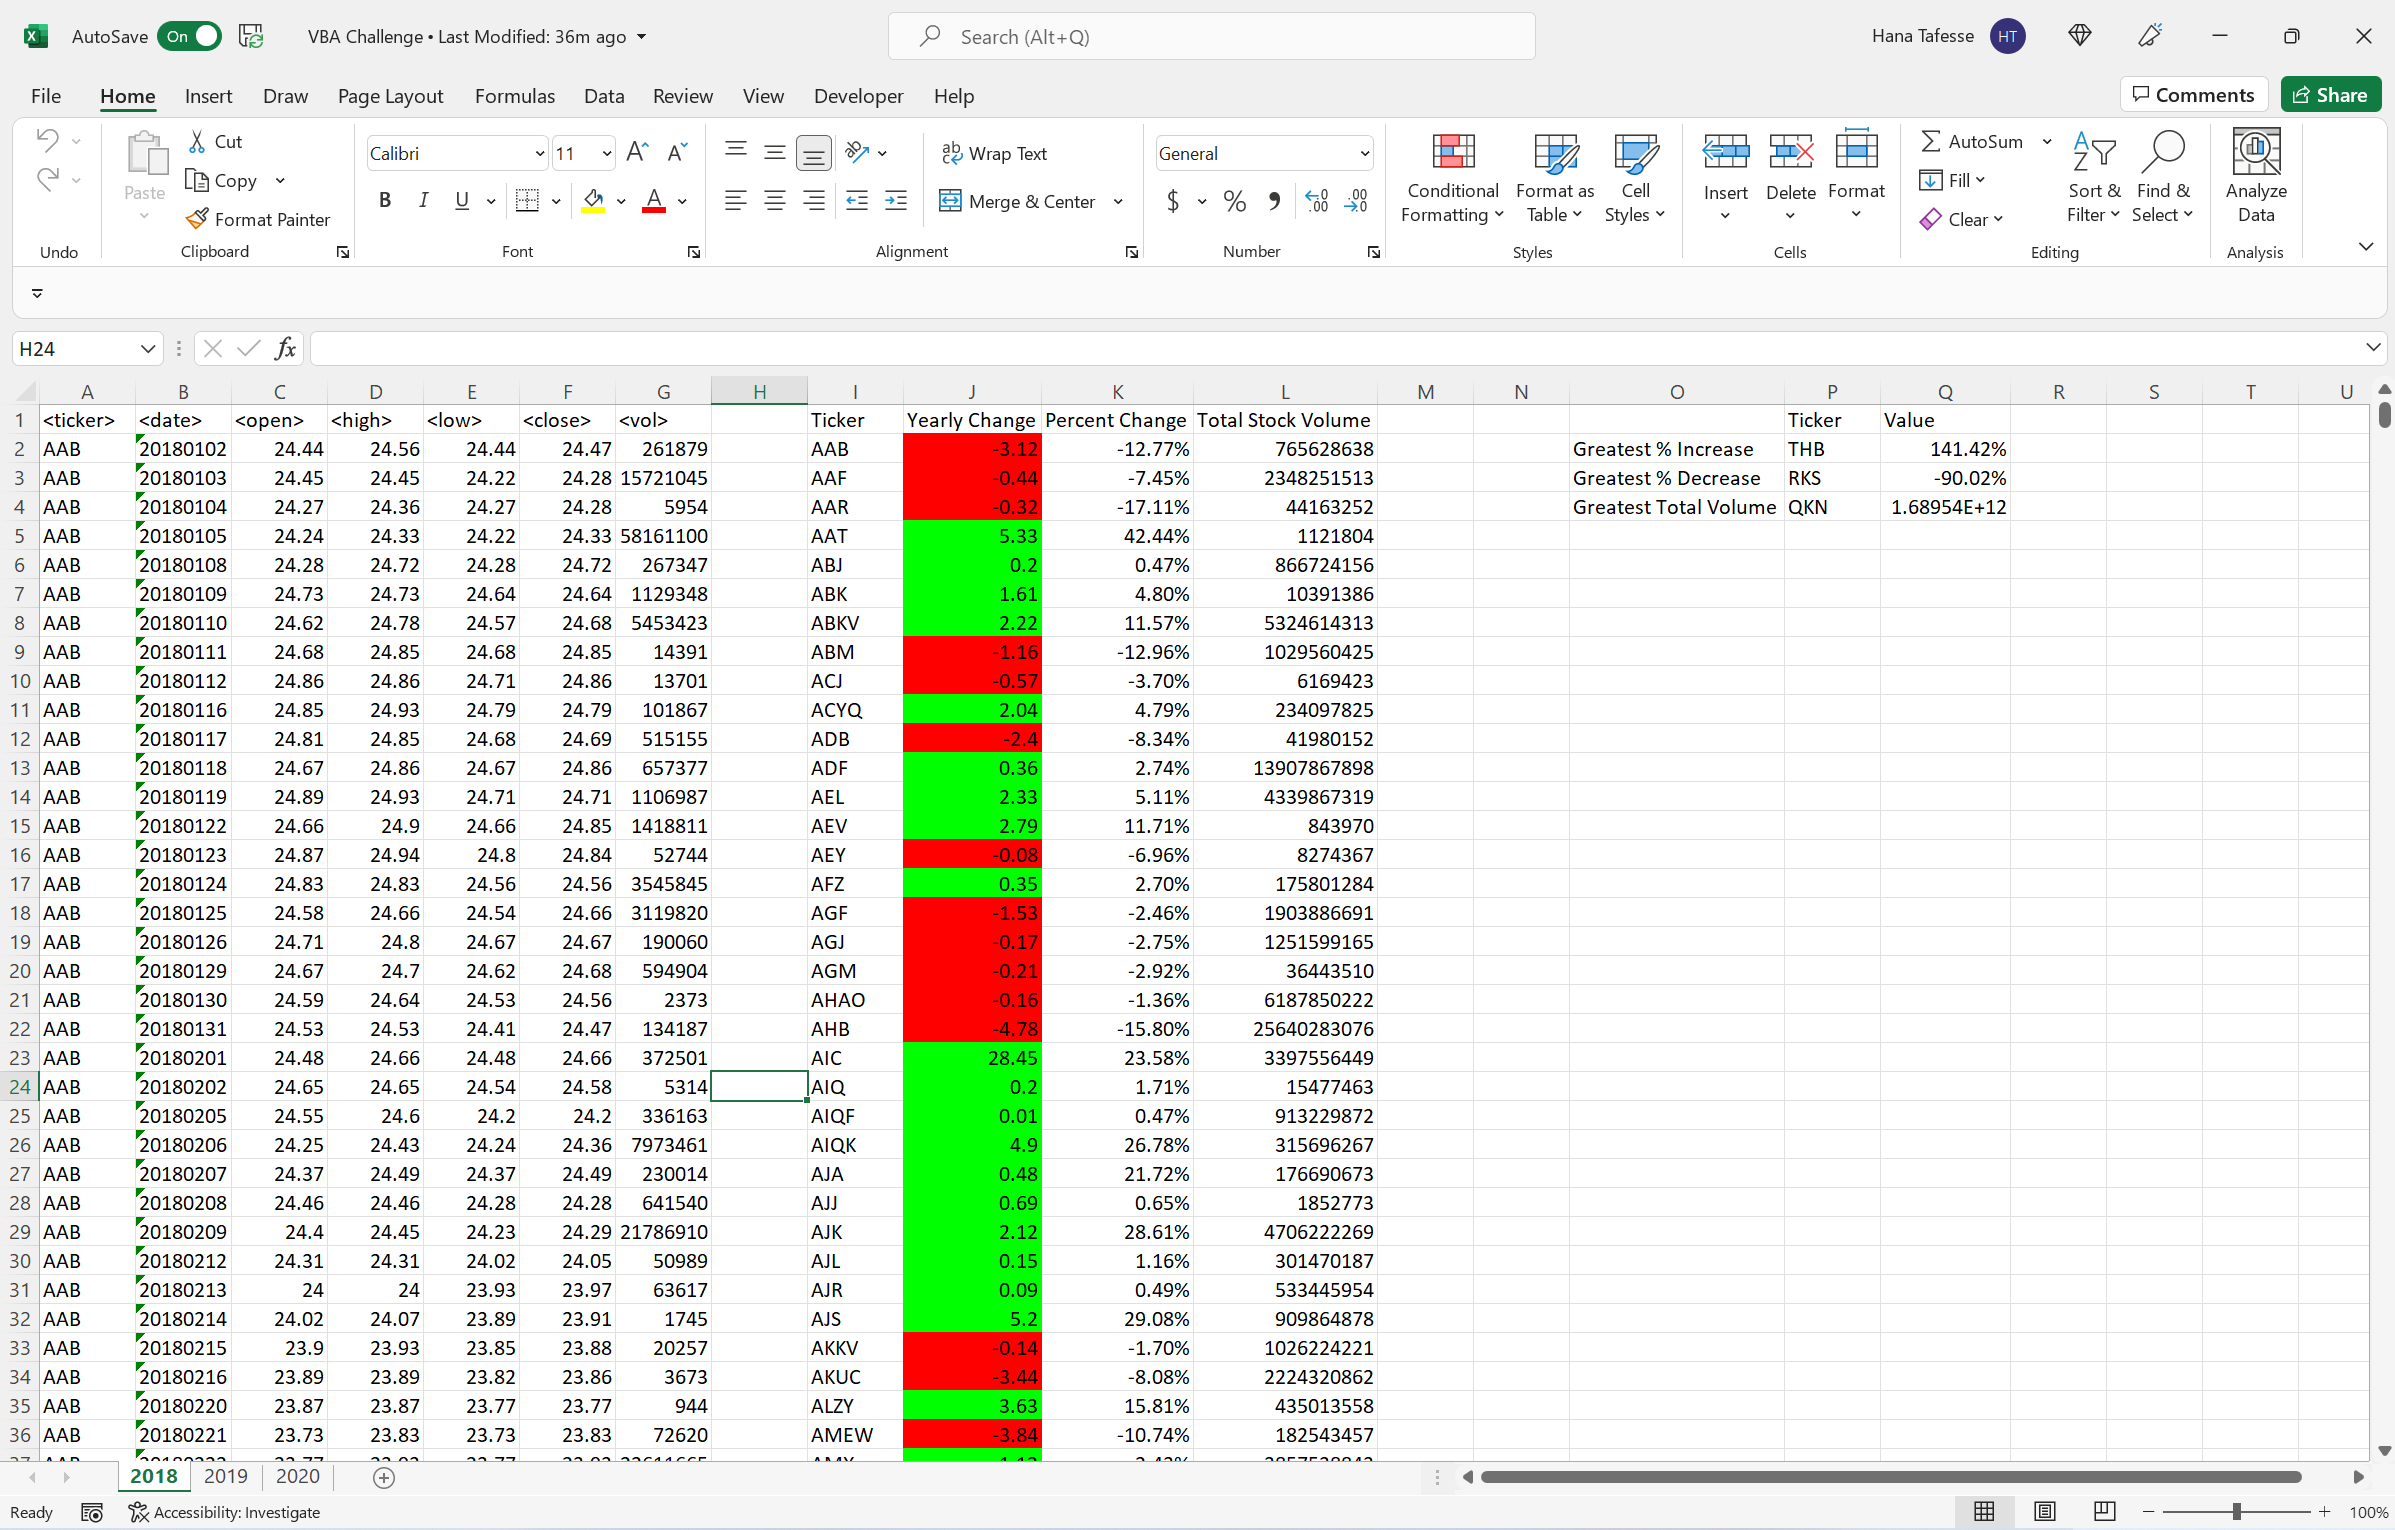 AutoSave On VBA Challenge • Last Modified: 36m ago Search (Alt+Q) Hana Tafesse HT
File Home Insert Draw Page Layout Formulas Data Review View Developer Help Comments Share
Cut Calibri 11 Wrap Text General AutoSum
Paste Copy Conditional Format as Cell Insert Delete Format Fill Sort & Find & Analyze
Format Painter B I U Merge & Center $ % Formatting Table Styles Clear Filter Select Data
Undo Clipboard Font Alignment Number Styles Cells Editing Analysis
H24 fx
A B C D E F G H I J K L M N O P Q R S T U
1 <ticker> <date> <open> <high> <low> <close> <vol> Ticker Yearly Change Percent Change Total Stock Volume Ticker Value
2 AAB 20180102 24.44 24.56 24.44 24.47 261879 AAB -3.12 -12.77% 765628638 Greatest % Increase THB 141.42%
3 AAB 20180103 24.45 24.45 24.22 24.28 15721045 AAF -0.44 -7.45% 2348251513 Greatest % Decrease RKS -90.02%
4 AAB 20180104 24.27 24.36 24.27 24.28 5954 AAR -0.32 -17.11% 44163252 Greatest Total Volume QKN 1.68954E+12
5 AAB 20180105 24.24 24.33 24.22 24.33 58161100 AAT 5.33 42.44% 1121804
6 AAB 20180108 24.28 24.72 24.28 24.72 267347 ABJ 0.2 0.47% 866724156
7 AAB 20180109 24.73 24.73 24.64 24.64 1129348 ABK 1.61 4.80% 10391386
8 AAB 20180110 24.62 24.78 24.57 24.68 5453423 ABKV 2.22 11.57% 5324614313
9 AAB 20180111 24.68 24.85 24.68 24.85 14391 ABM -1.16 -12.96% 1029560425
10 AAB 20180112 24.86 24.86 24.71 24.86 13701 ACJ -0.57 -3.70% 6169423
11 AAB 20180116 24.85 24.93 24.79 24.79 101867 ACYQ 2.04 4.79% 234097825
12 AAB 20180117 24.81 24.85 24.68 24.69 515155 ADB -2.4 -8.34% 41980152
13 AAB 20180118 24.67 24.86 24.67 24.86 657377 ADF 0.36 2.74% 13907867898
14 AAB 20180119 24.89 24.93 24.71 24.71 1106987 AEL 2.33 5.11% 4339867319
15 AAB 20180122 24.66 24.9 24.66 24.85 1418811 AEV 2.79 11.71% 843970
16 AAB 20180123 24.87 24.94 24.8 24.84 52744 AEY -0.08 -6.96% 8274367
17 AAB 20180124 24.83 24.83 24.56 24.56 3545845 AFZ 0.35 2.70% 175801284
18 AAB 20180125 24.58 24.66 24.54 24.66 3119820 AGF -1.53 -2.46% 1903886691
19 AAB 20180126 24.71 24.8 24.67 24.67 190060 AGJ -0.17 -2.75% 1251599165
20 AAB 20180129 24.67 24.7 24.62 24.68 594904 AGM -0.21 -2.92% 36443510
21 AAB 20180130 24.59 24.64 24.53 24.56 2373 AHAO -0.16 -1.36% 6187850222
22 AAB 20180131 24.53 24.53 24.41 24.47 134187 AHB -4.78 -15.80% 25640283076
23 AAB 20180201 24.48 24.66 24.48 24.66 372501 AIC 28.45 23.58% 3397556449
24 AAB 20180202 24.65 24.65 24.54 24.58 5314 AIQ 0.2 1.71% 15477463
25 AAB 20180205 24.55 24.6 24.2 24.2 336163 AIQF 0.01 0.47% 913229872
26 AAB 20180206 24.25 24.43 24.24 24.36 7973461 AIQK 4.9 26.78% 315696267
27 AAB 20180207 24.37 24.49 24.37 24.49 230014 AJA 0.48 21.72% 176690673
28 AAB 20180208 24.46 24.46 24.28 24.28 641540 AJJ 0.69 0.65% 1852773
29 AAB 20180209 24.4 24.45 24.23 24.29 21786910 AJK 2.12 28.61% 4706222269
30 AAB 20180212 24.31 24.31 24.02 24.05 50989 AJL 0.15 1.16% 301470187
31 AAB 20180213 24 24 23.93 23.97 63617 AJR 0.09 0.49% 533445954
32 AAB 20180214 24.02 24.07 23.89 23.91 1745 AJS 5.2 29.08% 909864878
33 AAB 20180215 23.9 23.93 23.85 23.88 20257 AKKV -0.14 -1.70% 1026224221
34 AAB 20180216 23.89 23.89 23.82 23.86 3673 AKUC -3.44 -8.08% 2224320862
35 AAB 20180220 23.87 23.87 23.77 23.77 944 ALZY 3.63 15.81% 435013558
36 AAB 20180221 23.73 23.83 23.73 23.83 72620 AMEW -3.84 -10.74% 182543457
2018 2019 2020
Ready Accessibility: Investigate 100%